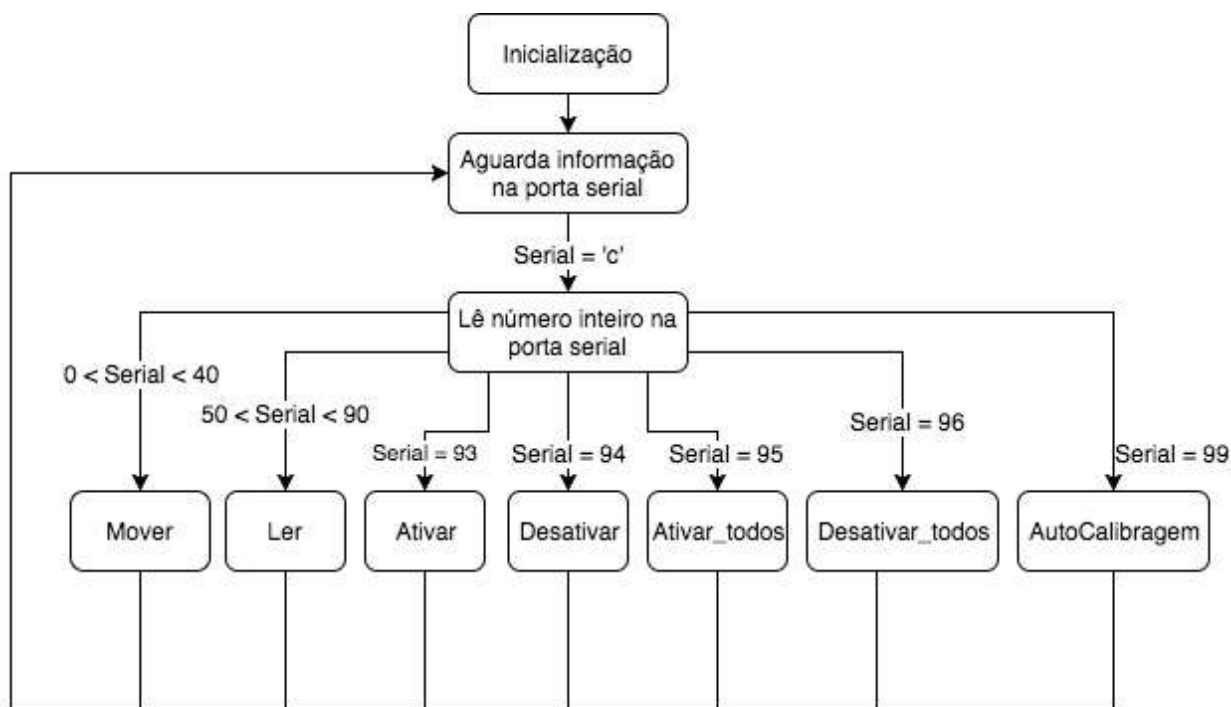 Inicialização
Aguarda informação
na porta serial
Serial = 'c'
Lê número inteiro na
porta serial
0 < Serial < 40
50 < Serial < 90
Serial = 93
Serial = 94
Serial = 95
Serial = 96
Serial = 99
Mover
Ler
Ativar
Desativar
Ativar_todos
Desativar_todos
AutoCalibragem